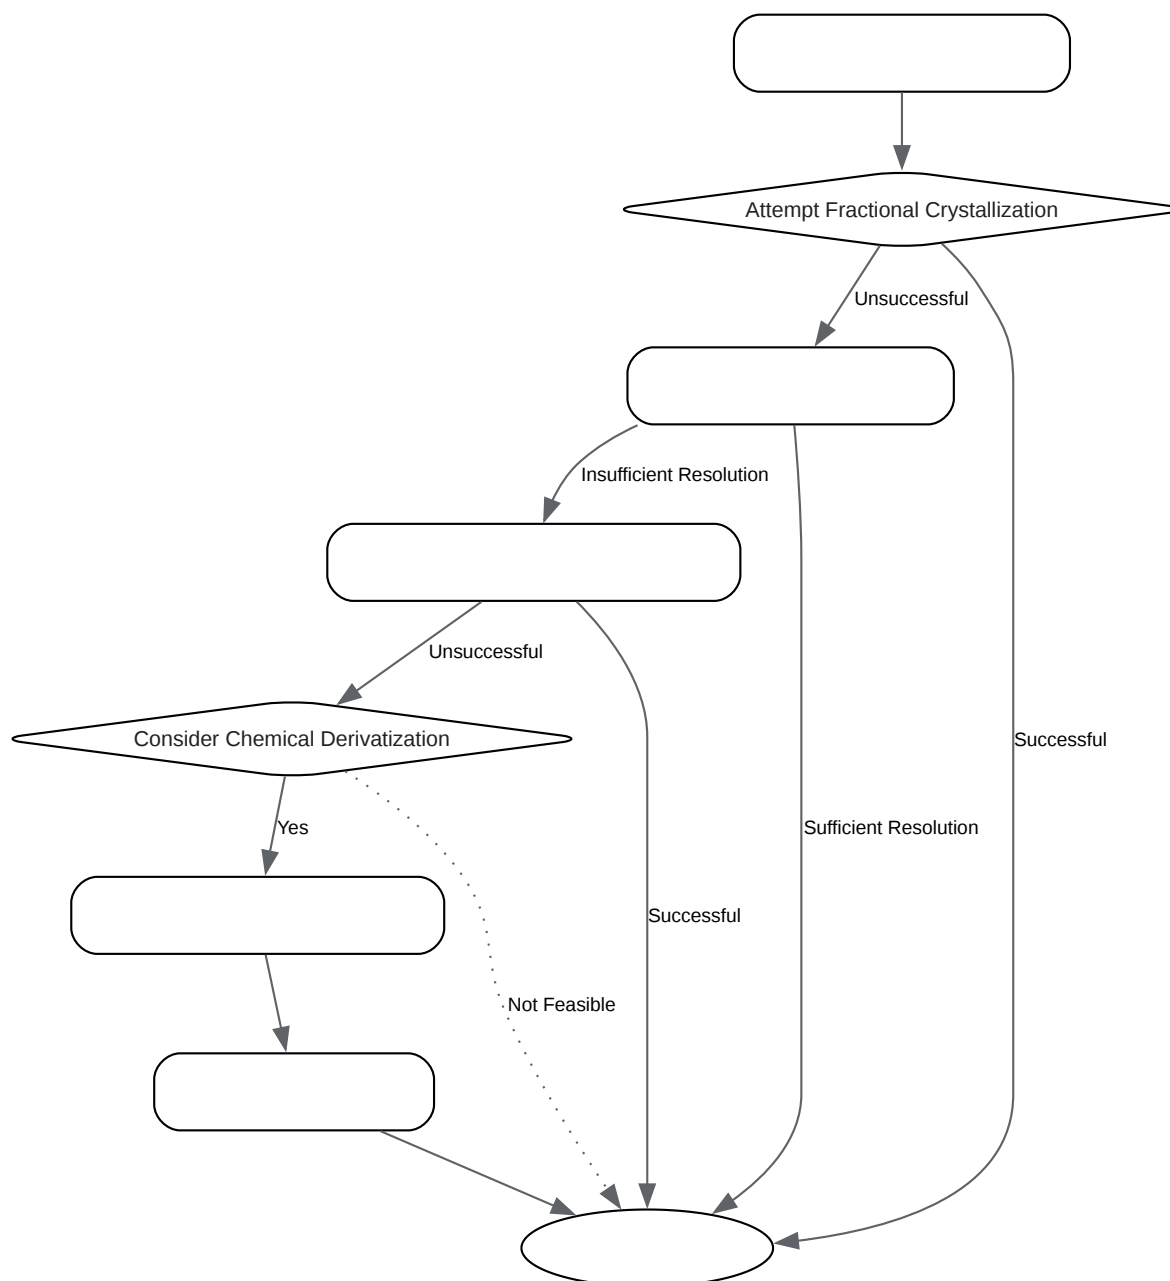 Attempt Fractional Crystallization
Unsuccessful
Insufficient Resolution
Unsuccessful
Consider Chemical Derivatization
Successful
Yes
Sufficient Resolution
Successful
Not Feasible